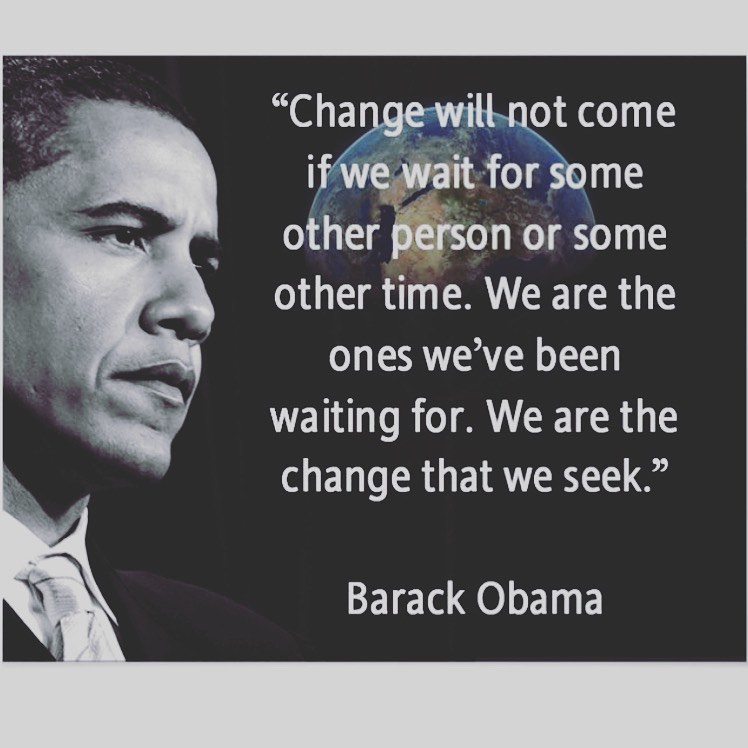 “Change will not come
if we wait for some
other person or some
other time. We are the
ones we’ve been
waiting for. We are the
change that we seek.”
Barack Obama